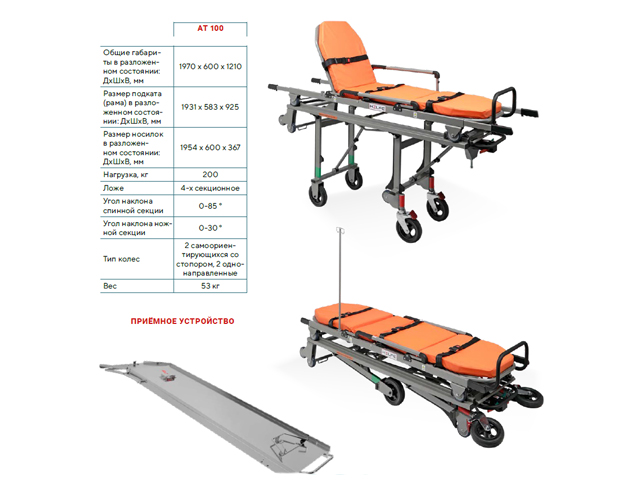 АТ 100
Общие габари-
ты в разложен-
ном состоянии:
ДхШхВ, мм
1970 x 600 x 1210
Размер подката
(рама) в разло-
женном состоя-
нии: ДхШхВ, мм
1931 x 583 x 925
Размер носилок
в разложен-
ном состоянии:
ДхШхВ, мм
1954 x 600 x 367
Нагрузка, кг
200
Ложе
4-х секционное
Угол наклона
спинной секции
0-85 °
Угол наклона нож-
ной секции
0-30 °
Тип колес
2 самоориен-
тирующихся со
стопором, 2 одно-
направленные
Вес
53 кг
ПРИЁМНОЕ УСТРОЙСТВО